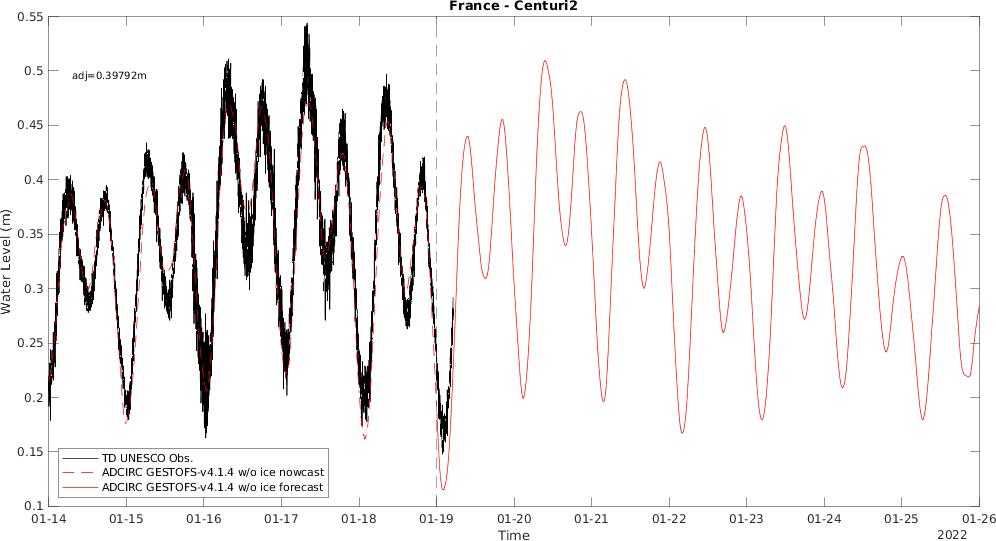 France - Centuri2
0.55
0.5
0.45
0.4
0.35
0.3
0.25
0.2
0.15
0.1
Water Level (m)
adj=0.39792m
TD UNESCO Obs.
ADCIRC GESTOFS-v4.1.4 w/o ice nowcast
ADCIRC GESTOFS-v4.1.4 w/o ice forecast
01-14 01-15 01-16 01-17 01-18 01-19 01-20 01-21 01-22 01-23 01-24 01-25 01-26
Time
2022